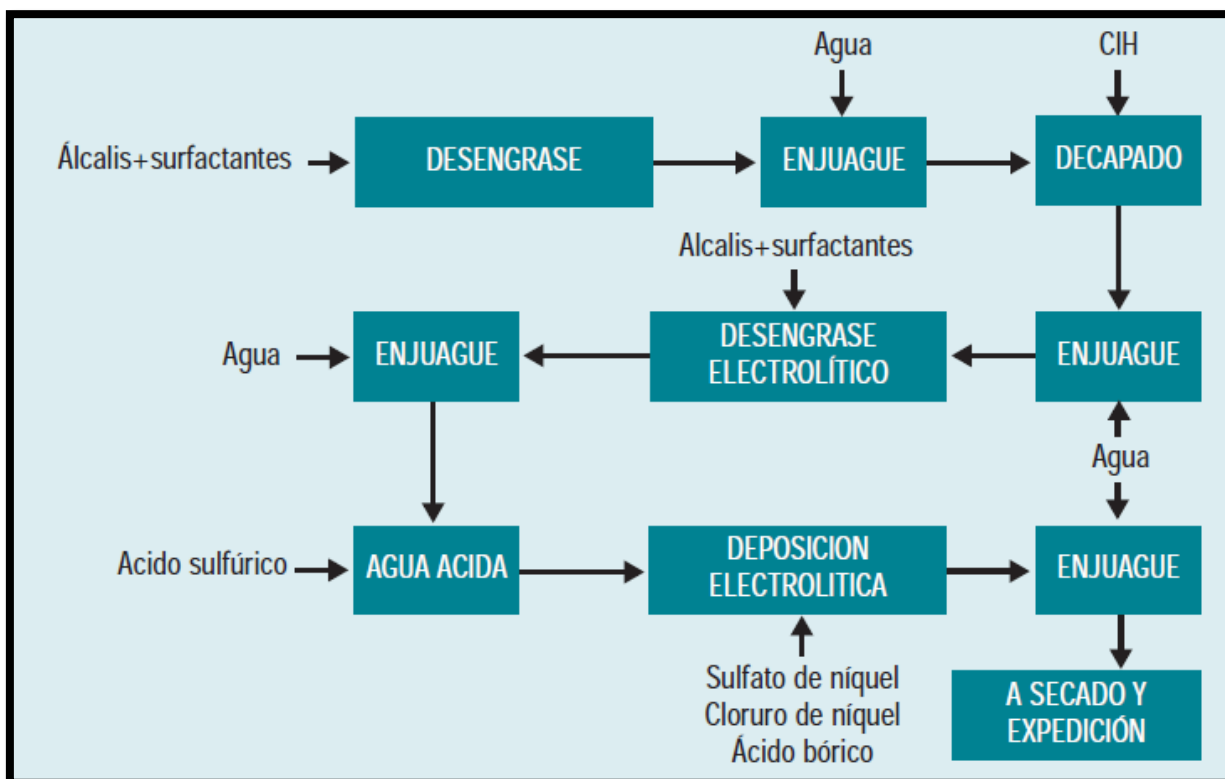 Agua
CIH
Álcalis+surfactantes
DESENGRASE
ENJUAGUE
DECAPADO
Alcalis+surfactantes
Agua
ENJUAGUE
DESENGRASE
ELECTROLÍTICO
ENJUAGUE
Agua
Acido sulfúrico
AGUA ACIDA
DEPOSICION
ELECTROLITICA
ENJUAGUE
Sulfato de níquel
Cloruro de níquel
Ácido bórico
A SECADO Y
EXPEDICIÓN